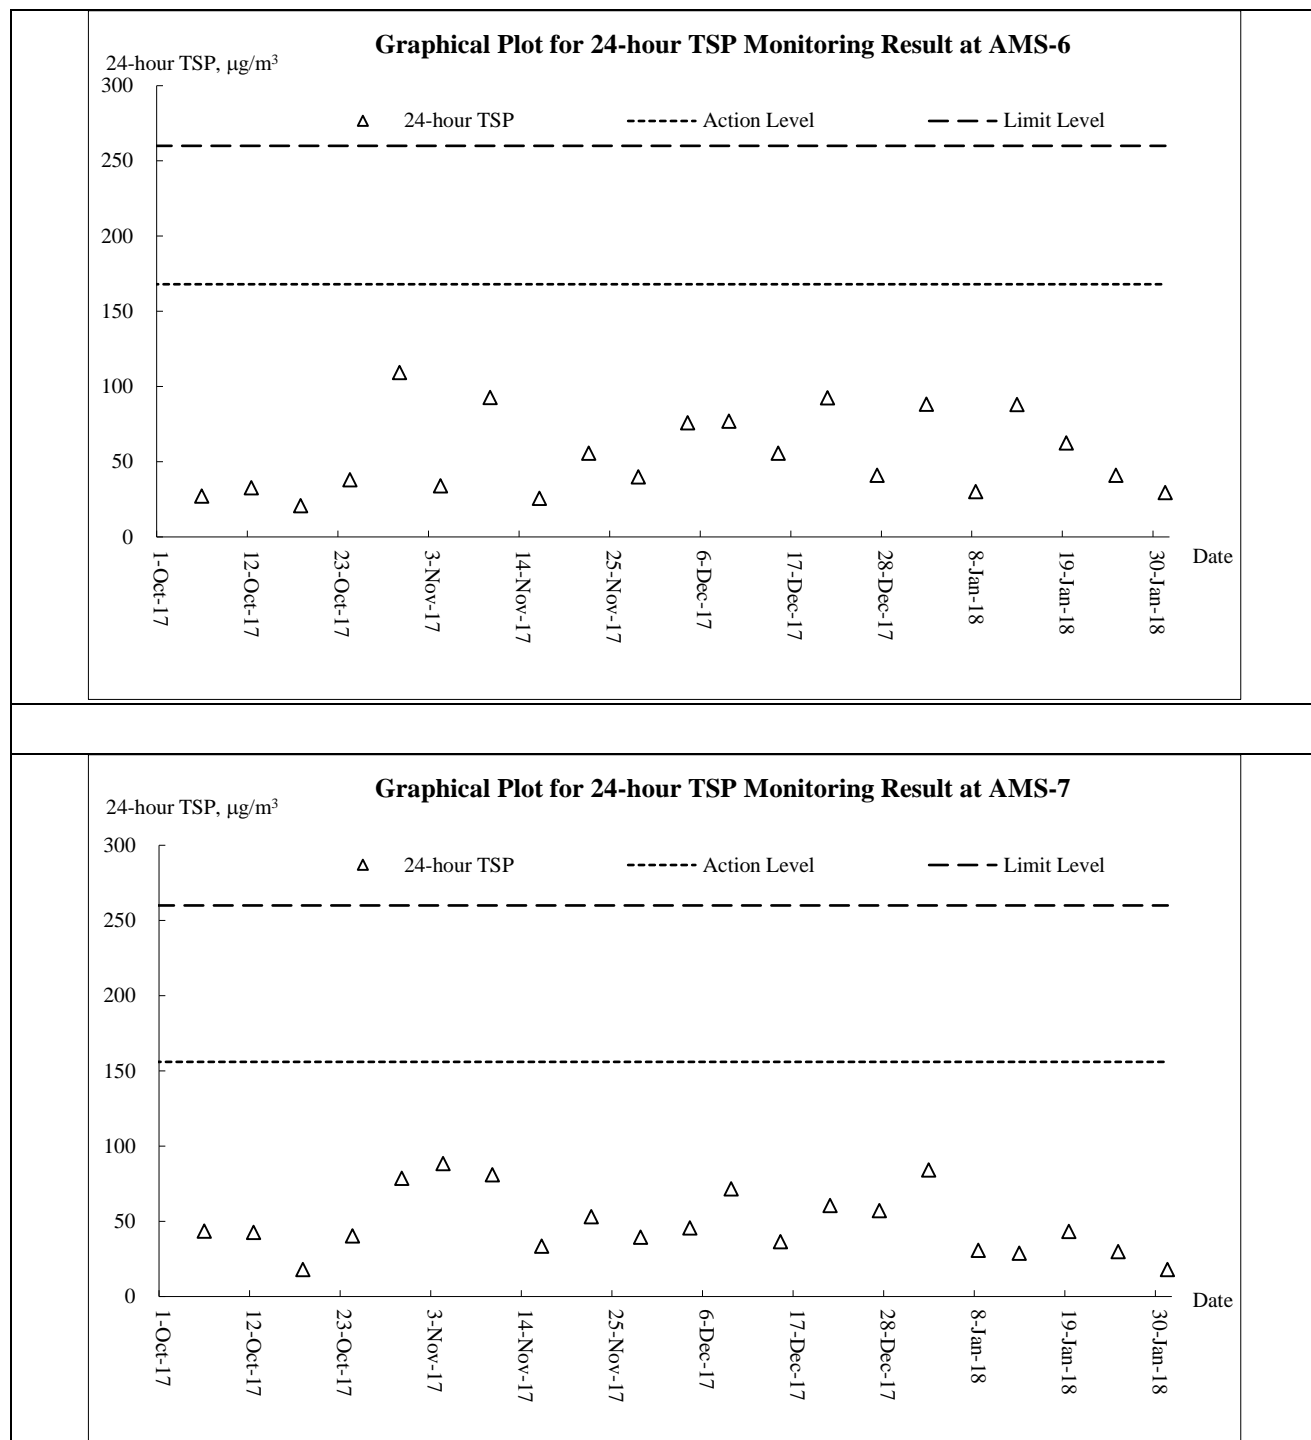 Graphical Plot for 24-hour TSP Monitoring Result at AMS-6
24-hour TSP, μg/m³
300
24-hour TSP Action Level Limit Level
250
200
150
100
50
0
Date
1-Oct-17 12-Oct-17 23-Oct-17 3-Nov-17 14-Nov-17 25-Nov-17 6-Dec-17 17-Dec-17 28-Dec-17 8-Jan-18 19-Jan-18 30-Jan-18
Graphical Plot for 24-hour TSP Monitoring Result at AMS-7
24-hour TSP, μg/m³
300
24-hour TSP Action Level Limit Level
250
200
150
100
50
0
Date
1-Oct-17 12-Oct-17 23-Oct-17 3-Nov-17 14-Nov-17 25-Nov-17 6-Dec-17 17-Dec-17 28-Dec-17 8-Jan-18 19-Jan-18 30-Jan-18